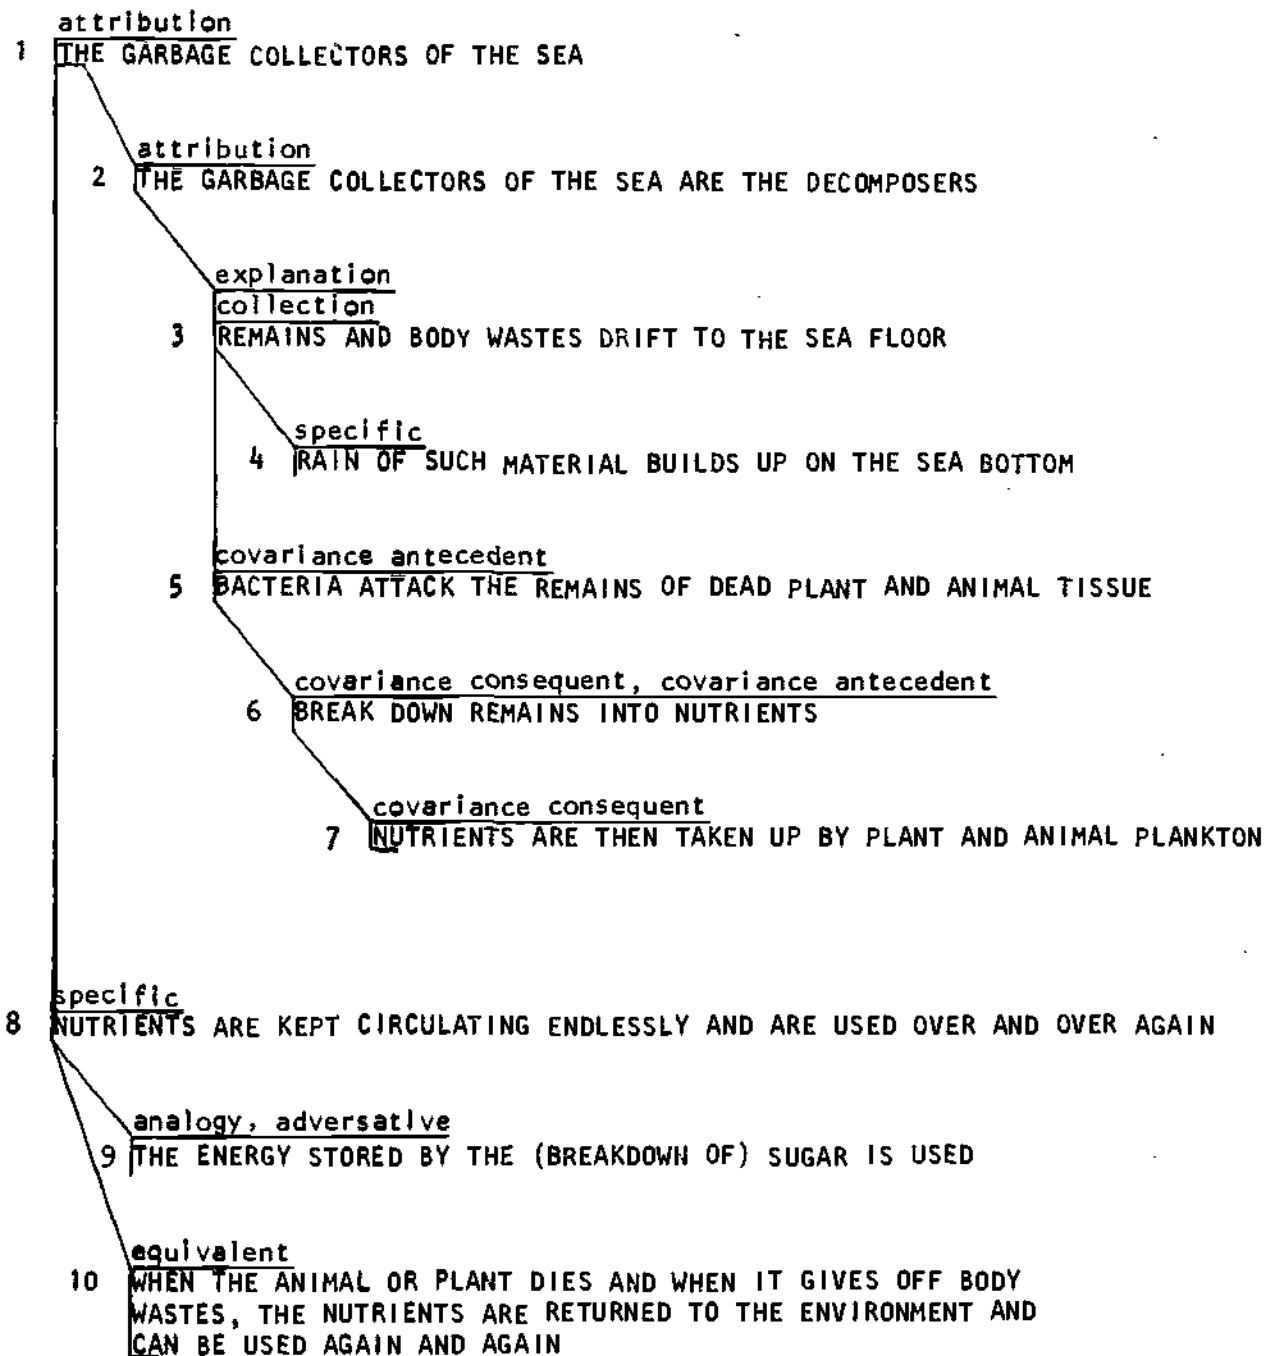 attribution
1 THE GARBAGE COLLECTORS OF THE SEA
attribution
2 THE GARBAGE COLLECTORS OF THE SEA ARE THE DECOMPOSERS
explanation
collection
3 REMAINS AND BODY WASTES DRIFT TO THE SEA FLOOR
specific
4 RAIN OF SUCH MATERIAL BUILDS UP ON THE SEA BOTTOM
covariance antecedent
5 BACTERIA ATTACK THE REMAINS OF DEAD PLANT AND ANIMAL TISSUE
covariance consequent, covariance antecedent
6 BREAK DOWN REMAINS INTO NUTRIENTS
covariance consequent
7 NUTRIENTS ARE THEN TAKEN UP BY PLANT AND ANIMAL PLANKTON
specific
8 NUTRIENTS ARE KEPT CIRCULATING ENDLESSLY AND ARE USED OVER AND OVER AGAIN
analogy, adversative
9 THE ENERGY STORED BY THE (BREAKDOWN OF) SUGAR IS USED
equivalent
10 WHEN THE ANIMAL OR PLANT DIES AND WHEN IT GIVES OFF BODY
WASTES, THE NUTRIENTS ARE RETURNED TO THE ENVIRONMENT AND
CAN BE USED AGAIN AND AGAIN